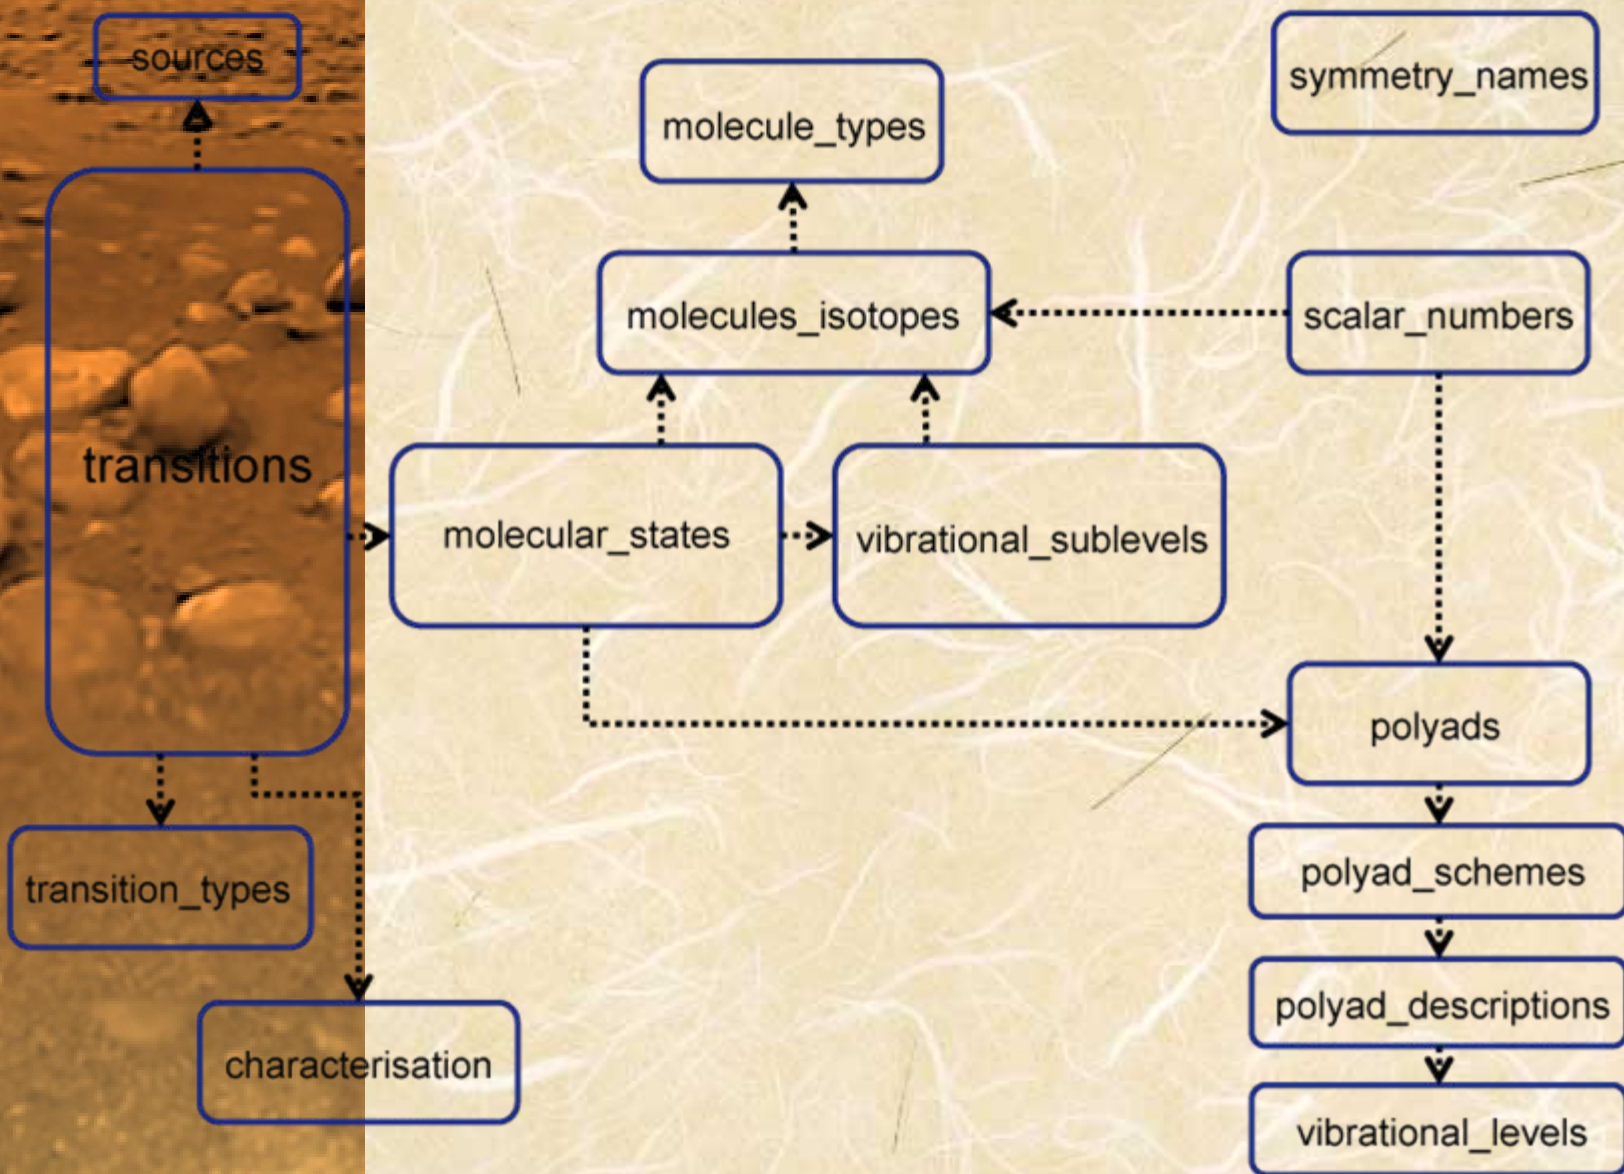 sources
symmetry_names
molecule_types
molecules_isotopes
scalar_numbers
transitions
molecular_states
vibrational_sublevels
polyads
polyad_schemes
transition_types
polyad_descriptions
characterisation
vibrational_levels